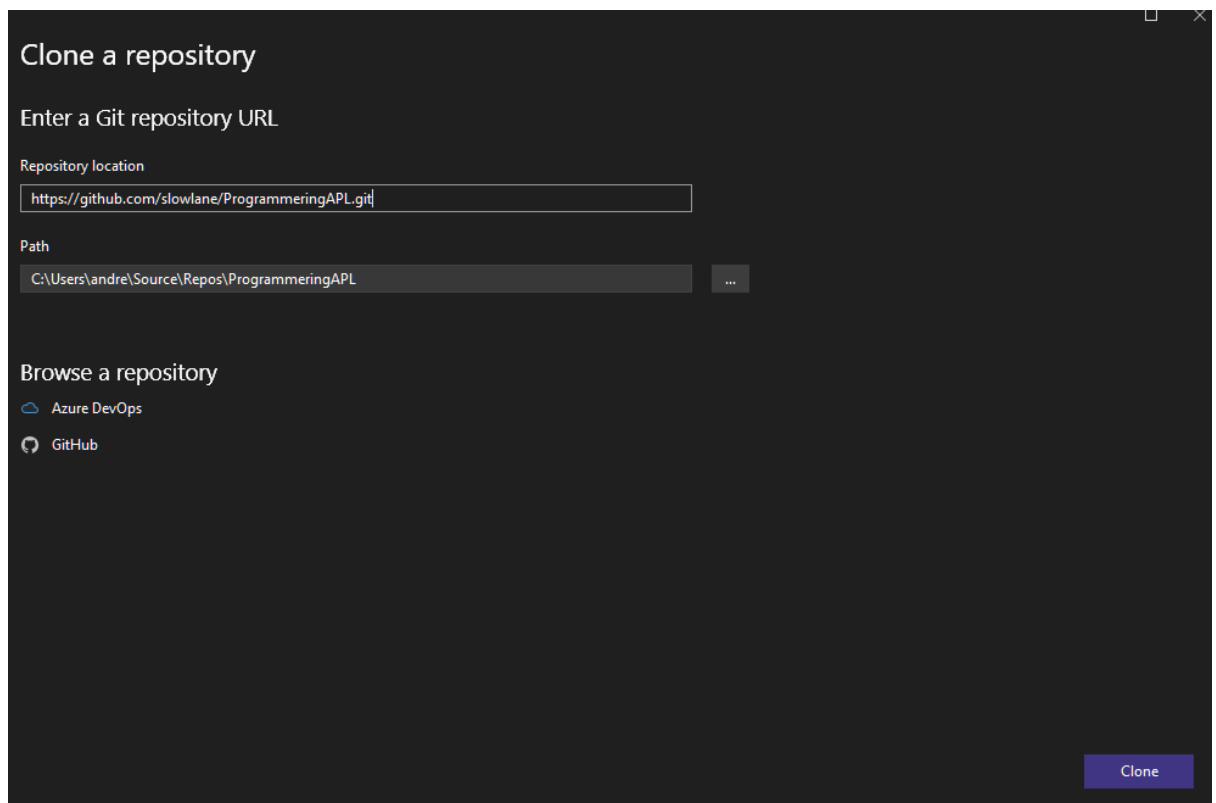 Clone a repository
Enter a Git repository URL
Repository location
https://github.com/slowlane/ProgrammeringAPL.git
Path
C:\Users\andre\Source\Repos\ProgrammeringAPL
...
Browse a repository
Azure DevOps
GitHub
Clone